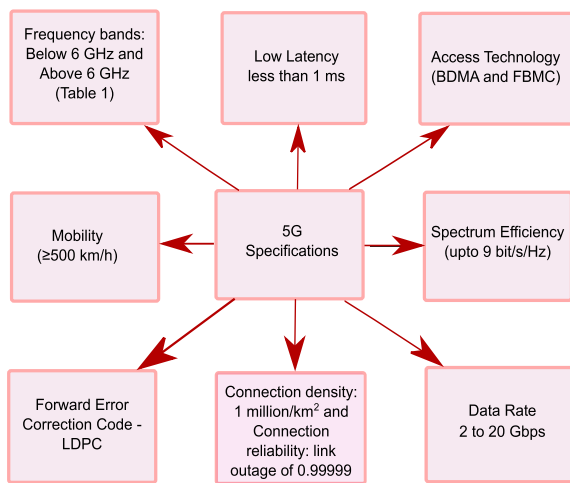 Frequency bands:
Below 6 GHz and
Above 6 GHz
(Table 1)
Low Latency
less than 1 ms
Access Technology
(BDMA and FBMC)
Mobility
(≥500 km/h)
5G
Specifications
Spectrum Efficiency
(upto 9 bit/s/Hz)
Forward Error
Correction Code -
LDPC
Connection density:
1 million/km² and
Connection
reliability: link
outage of 0.99999
Data Rate
2 to 20 Gbps